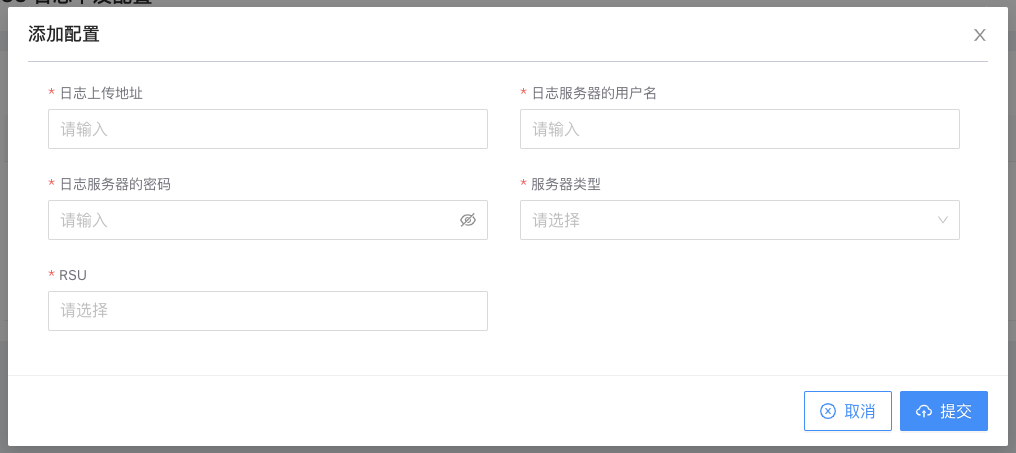 添加配置
* 日志上传地址
* 日志服务器的用户名
请输入
请输入
* 日志服务器的密码
* 服务器类型
请输入
请选择
* RSU
请选择
取消
提交